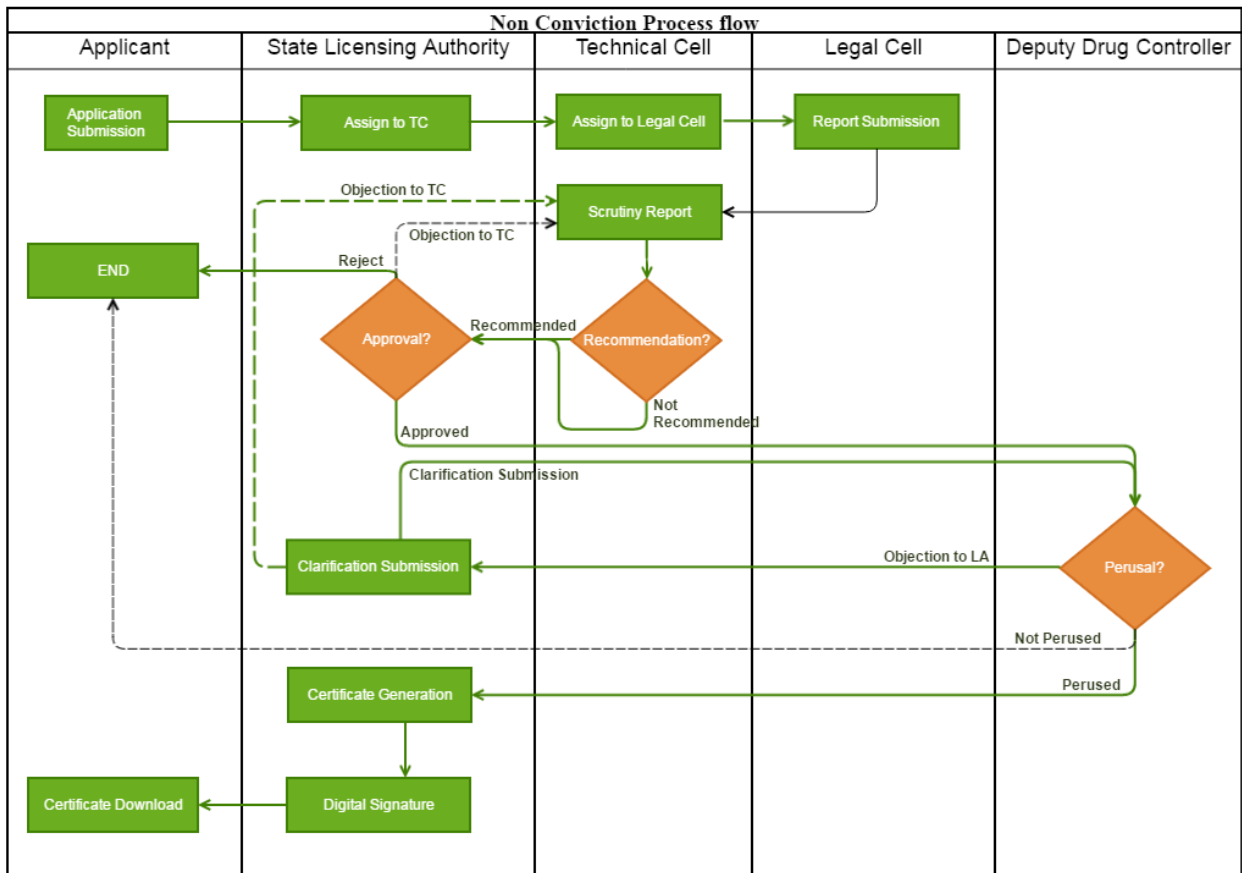 Non Conviction Process flow
Applicant
State Licensing Authority
Technical Cell
Legal Cell
Deputy Drug Controller
Application
Submission
Assign to TC
Assign to Legal Cell
Report Submission
Objection to TC
Scrutiny Report
Objection to TC
Reject
END
Approval?
Recommended
Recommendation?
Not
Recommended
Approved
Clarification Submission
Clarification Submission
Objection to LA
Perusal?
Not Perused
Certificate Generation
Perused
Certificate Download
Digital Signature